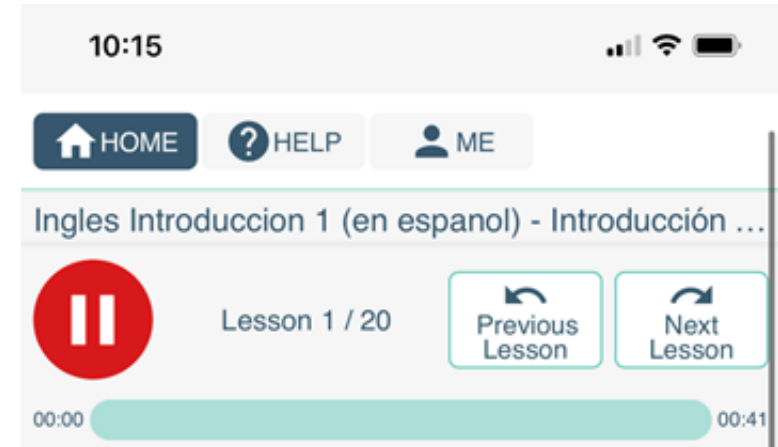 10:15
HOME HELP ME
Ingles Introduccion 1 (en espanol) - Introducción ...
Lesson 1 / 20
Previous Lesson
Next Lesson
00:00 00:41